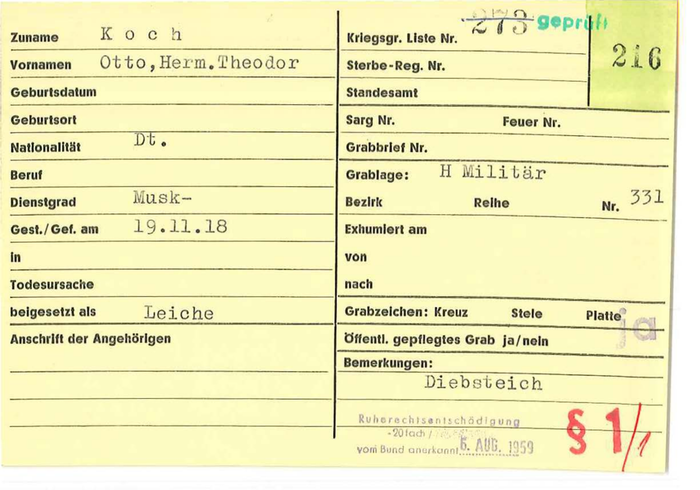 Zuname K o c h
Vornamen Otto,Herm.Theodor
Geburtsdatum
Geburtsort
Nationalität Dt.
Beruf
Dienstgrad Musk-
Gest./Gef. am 19.11.18
in
Todesursache
beigesetzt als Leiche
Anschrift der Angehörigen
Kriegsgr. Liste Nr. 273 geprüft
216
Sterbe-Reg. Nr.
Standesamt
Sarg Nr. Feuer Nr.
Grabbrief Nr.
Grablage: H Militär
Bezirk Reihe Nr. 331
Exhumiert am
von
nach
Grabzeichen: Kreuz Stele Platte
Öffentl. gepflegtes Grab ja/nein ja
Bemerkungen:
Diebsteich
Ruherechtsentschädigung
-20fach/
vom Bund anerkannt 6. AUG. 1959
§ 1/1